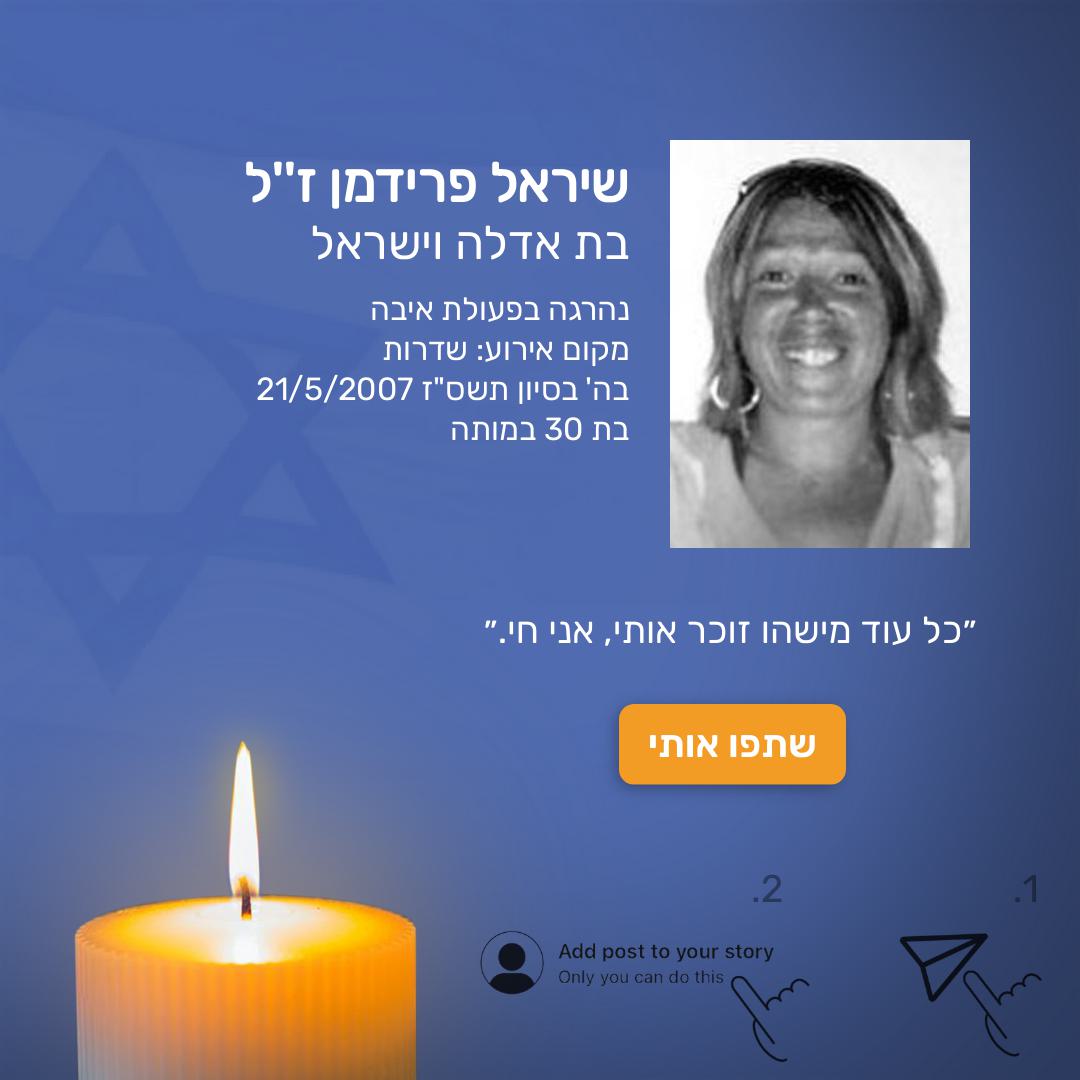 שיראל פרידמן ז"ל
בת אדלה וישראל
נהרגה בפעולת איבה
מקום אירוע: שדרות
בה' בסיון תשס"ז 21/5/2007
בת 30 במותה
״כל עוד מישהו זוכר אותי, אני חי.״
שתפו אותי
1.
2.
Add post to your story
Only you can do this